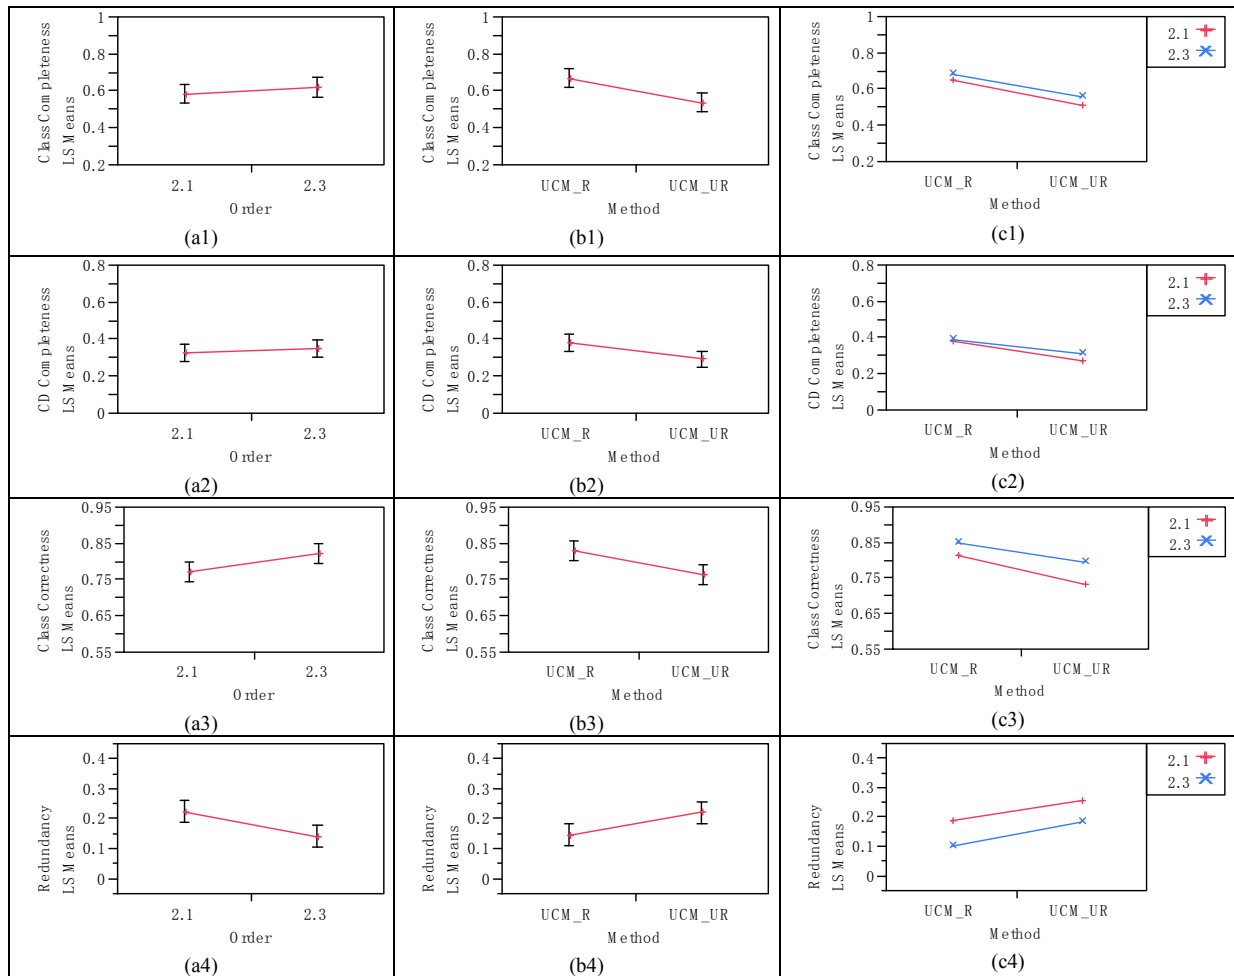 Class Completeness
LS Means
1
0.8
0.6
0.4
0.2
2.1
2.3
Order
(a1)
Class Completeness
LS Means
1
0.8
0.6
0.4
0.2
UCM_R
UCM_UR
Method
(b1)
Class Completeness
LS Means
1
0.8
0.6
0.4
0.2
UCM_R
UCM_UR
Method
(c1)
2.1
2.3
CD Completeness
LS Means
0.8
0.6
0.4
0.2
0
2.1
2.3
Order
(a2)
CD Completeness
LS Means
0.8
0.6
0.4
0.2
0
UCM_R
UCM_UR
Method
(b2)
CD Completeness
LS Means
0.8
0.6
0.4
0.2
0
UCM_R
UCM_UR
Method
(c2)
2.1
2.3
Class Correctness
LS Means
0.95
0.85
0.75
0.65
0.55
2.1
2.3
Order
(a3)
Class Correctness
LS Means
0.95
0.85
0.75
0.65
0.55
UCM_R
UCM_UR
Method
(b3)
Class Correctness
LS Means
0.95
0.85
0.75
0.65
0.55
UCM_R
UCM_UR
Method
(c3)
2.1
2.3
Redundancy
LS Means
0.4
0.3
0.2
0.1
0
2.1
2.3
Order
(a4)
Redundancy
LS Means
0.4
0.3
0.2
0.1
0
UCM_R
UCM_UR
Method
(b4)
Redundancy
LS Means
0.4
0.3
0.2
0.1
0
UCM_R
UCM_UR
Method
(c4)
2.1
2.3